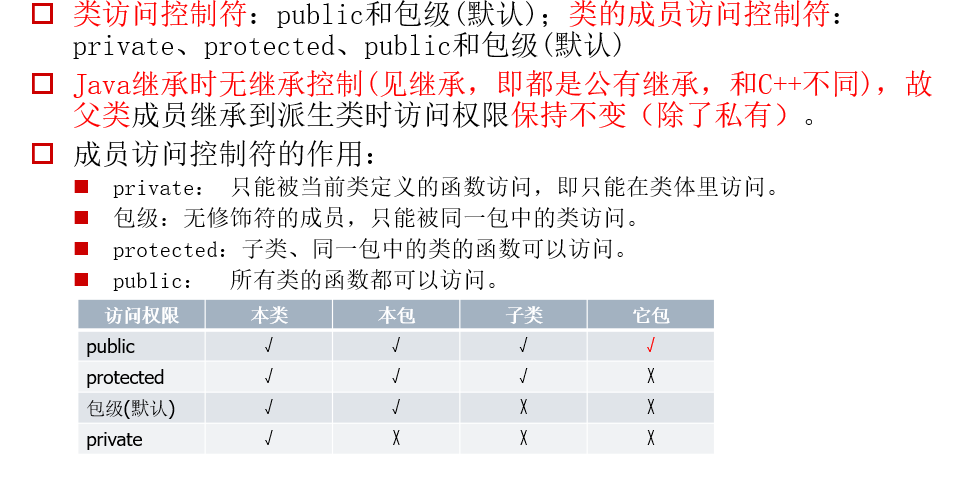 类访问控制符：public和包级(默认)；类的成员访问控制符：
private、protected、public和包级(默认)
Java继承时无继承控制(见继承，即都是公有继承，和C++不同)，故
父类成员继承到派生类时访问权限保持不变（除了私有）。
成员访问控制符的作用：
private： 只能被当前类定义的函数访问，即只能在类体里访问。
包级：无修饰符的成员，只能被同一包中的类访问。
protected：子类、同一包中的类的函数可以访问。
public： 所有类的函数都可以访问。
访问权限 本类 本包 子类 它包
public √ √ √ √
protected √ √ √ X
包级(默认) √ √ X X
private √ X X X